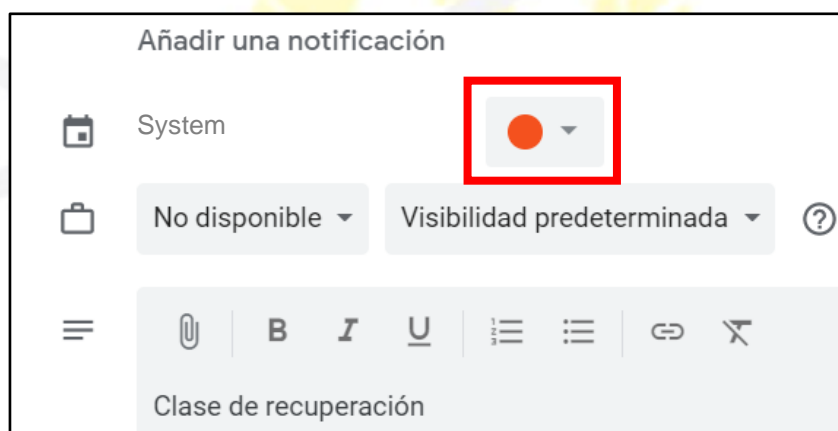 Añadir una notificación
System
No disponible Visibilidad predeterminada
B I U
Clase de recuperación